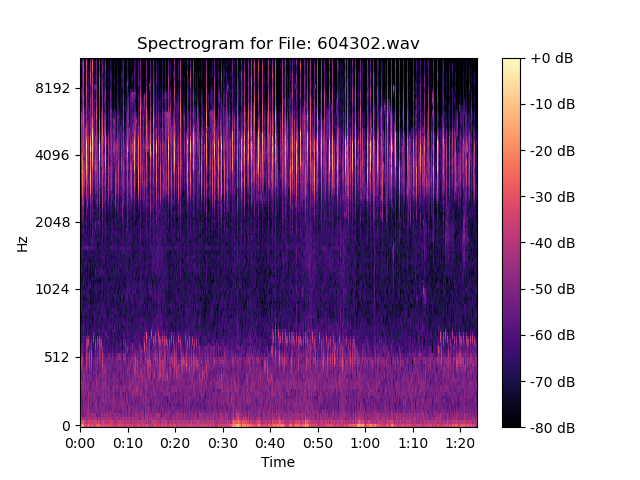 Spectrogram for File: 604302.wav
+0 dB
8192
-10 dB
-20 dB
4096
-30 dB
2048
Hz
-40 dB
-50 dB
1024
-60 dB
512
-70 dB
0
-80 dB
0:00 0:10 0:20 0:30 0:40 0:50 1:00 1:10 1:20
Time